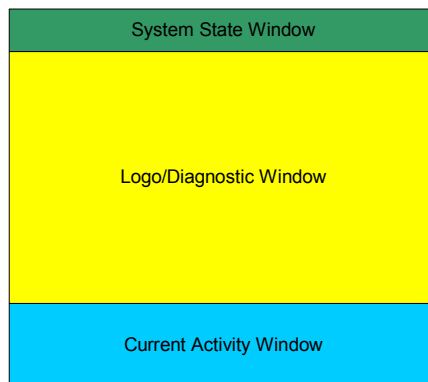 System State Window
Logo/Diagnostic Window
Current Activity Window